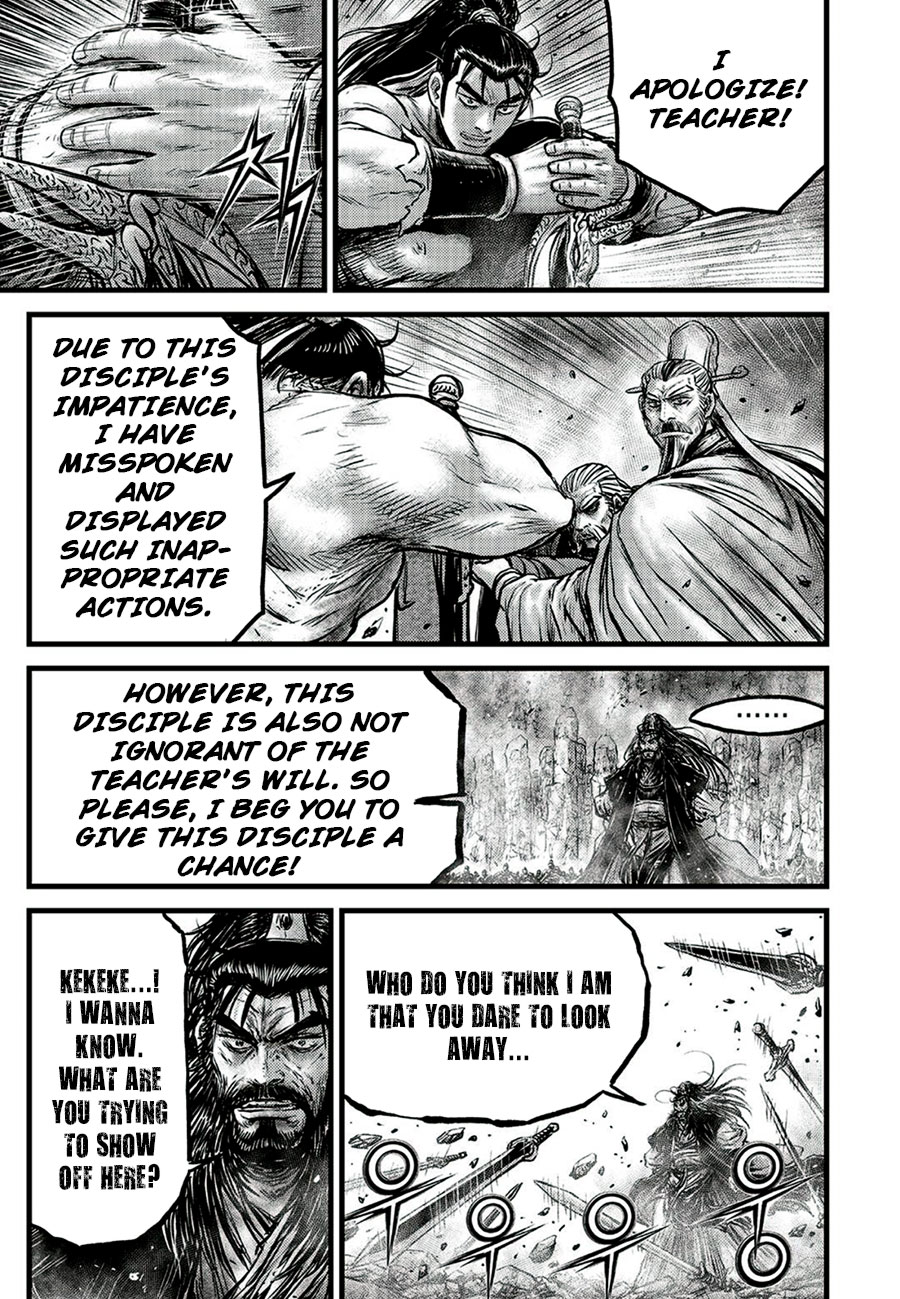 I
APOLOGIZE!
TEACHER!
DUE TO THIS
DISCIPLE'S
IMPATIENCE,
I HAVE
MISSPOKEN
AND
DISPLAYED
SUCH INAP-
PROPRIATE
ACTIONS.
......
HOWEVER, THIS
DISCIPLE IS ALSO NOT
IGNORANT OF THE
TEACHER'S WILL. SO
PLEASE, I BEG YOU TO
GIVE THIS DISCIPLE A
CHANCE!
WHO DO YOU THINK I AM
THAT YOU DARE TO LOOK
AWAY...
KEKEKE...!
I WANNA
KNOW.
WHAT ARE
YOU TRYING
TO SHOW
OFF HERE?